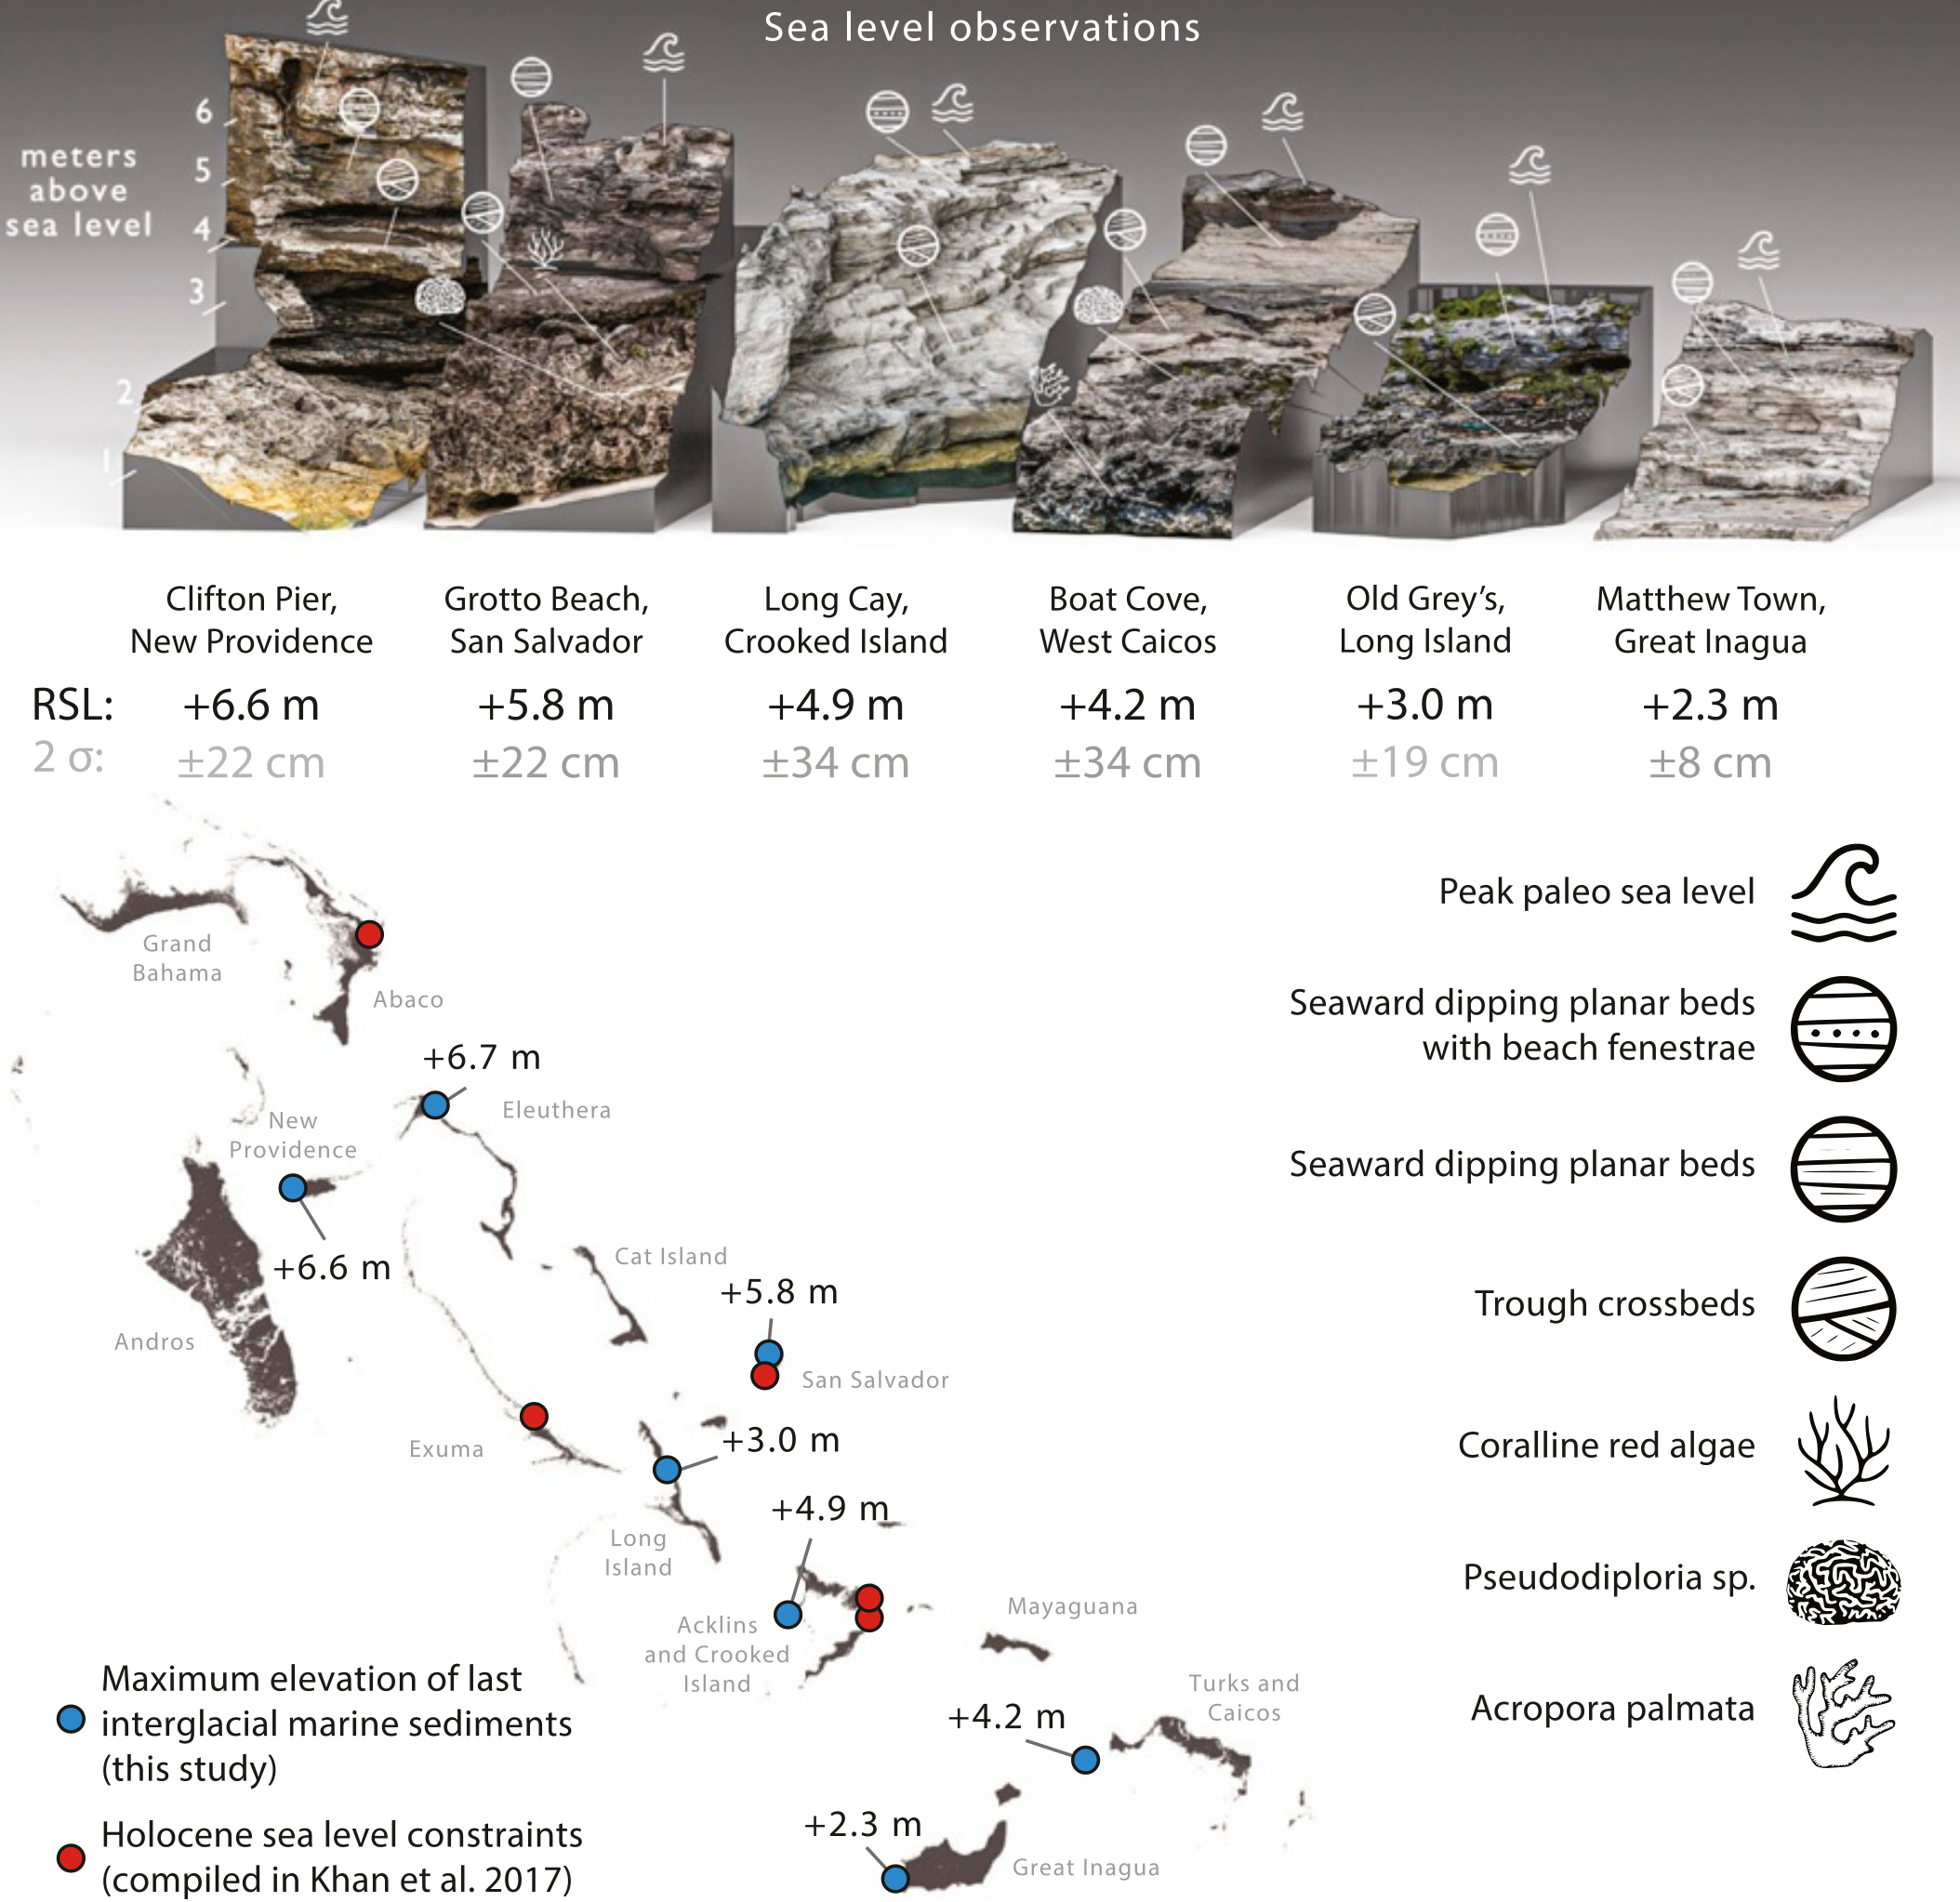 Sea level observations
meters
above
sea level
6
5
4
3
2
1
Clifton Pier,
New Providence
Grotto Beach,
San Salvador
Long Cay,
Crooked Island
Boat Cove,
West Caicos
Old Grey’s,
Long Island
Matthew Town,
Great Inagua
RSL: +6.6 m +5.8 m +4.9 m +4.2 m +3.0 m +2.3 m
2 σ: ±22 cm ±22 cm ±34 cm ±34 cm ±19 cm ±8 cm
Grand
Bahama
Abaco
+6.7 m
Eleuthera
New
Providence
+6.6 m
Cat Island
+5.8 m
San Salvador
Andros
Exuma
+3.0 m
Long
Island
+4.9 m
Acklins
and Crooked
Island
Mayaguana
Turks and
Caicos
+4.2 m
+2.3 m
Great Inagua
Maximum elevation of last
interglacial marine sediments
(this study)
Holocene sea level constraints
(compiled in Khan et al. 2017)
Peak paleo sea level
Seaward dipping planar beds
with beach fenestrae
Seaward dipping planar beds
Trough crossbeds
Coralline red algae
Pseudodiploria sp.
Acropora palmata